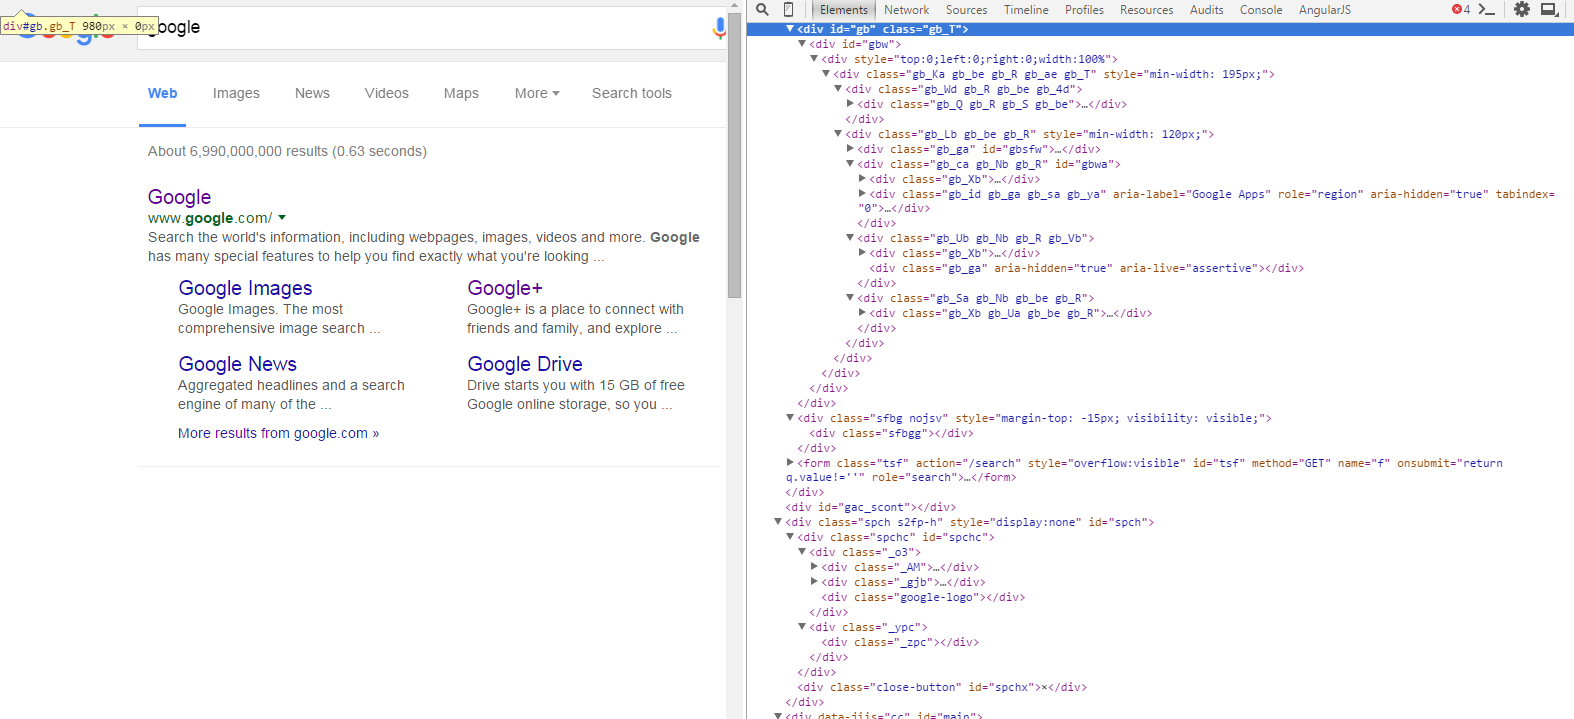 div#gb.gb_T 980px × 0px
google
Web Images News Videos Maps More Search tools
About 6,990,000,000 results (0.63 seconds)
Google
www.google.com/
Search the world's information, including webpages, images, videos and more. Google
has many special features to help you find exactly what you're looking ...
Google Images
Google Images. The most
comprehensive image search ...
Google+
Google+ is a place to connect with
friends and family, and explore ...
Google News
Aggregated headlines and a search
engine of many of the ...
Google Drive
Drive starts you with 15 GB of free
Google online storage, so you ...
More results from google.com »
Elements Network Sources Timeline Profiles Resources Audits Console AngularJS 4
<div id="gb" class="gb_T">
<div id="gbw">
<div style="top:0;left:0;right:0;width:100%">
<div class="gb_Ka gb_be gb_R gb_ae gb_T" style="min-width: 195px;">
<div class="gb_Wd gb_R gb_be gb_4d">
<div class="gb_Q gb_R gb_S gb_be">…</div>
</div>
<div class="gb_Lb gb_be gb_R" style="min-width: 120px;">
<div class="gb_ga" id="gbsfw">…</div>
<div class="gb_ca gb_Nb gb_R" id="gbwa">
<div class="gb_Xb">…</div>
<div class="gb_id gb_ga gb_sa gb_ya" aria-label="Google Apps" role="region" aria-hidden="true" tabindex=
"0">…</div>
</div>
<div class="gb_Ub gb_Nb gb_R gb_Vb">
<div class="gb_Xb">…</div>
<div class="gb_ga" aria-hidden="true" aria-live="assertive"></div>
</div>
<div class="gb_Sa gb_Nb gb_be gb_R">
<div class="gb_Xb gb_Ua gb_be gb_R">…</div>
</div>
</div>
</div>
</div>
</div>
</div>
<div class="sfbg nojsv" style="margin-top: -15px; visibility: visible;">
<div class="sfbgg"></div>
</div>
<form class="tsf" action="/search" style="overflow:visible" id="tsf" method="GET" name="f" onsubmit="return
q.value!=''" role="search">…</form>
</div>
<div id="gac_scont"></div>
<div class="spch s2fp-h" style="display:none" id="spch">
<div class="spchc" id="spchc">
<div class="_o3">
<div class="_AM">…</div>
<div class="_gjb">…</div>
<div class="google-logo"></div>
</div>
<div class="_ypc">
<div class="_zpc"></div>
</div>
</div>
<div class="close-button" id="spchx">×</div>
</div>
<div data-jiis="cc" id="main">